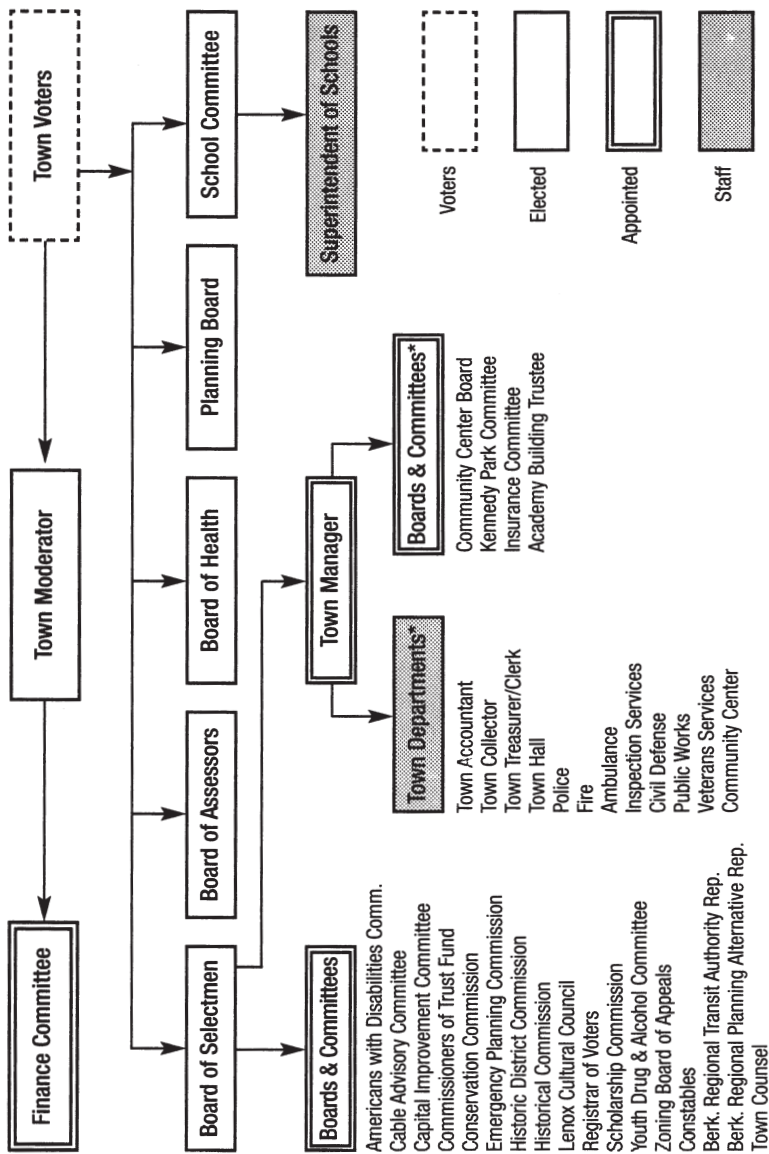 Town Voters
Town Moderator
Finance Committee
Board of Selectmen
Board of Assessors
Board of Health
Planning Board
School Committee
Boards & Committees
Americans with Disabilities Comm.
Cable Advisory Committee
Capital Improvement Committee
Commissioners of Trust Fund
Conservation Commission
Emergency Planning Commission
Historic District Commission
Historical Commission
Lenox Cultural Council
Registrar of Voters
Scholarship Commission
Youth Drug & Alcohol Committee
Zoning Board of Appeals
Constables
Berk. Regional Transit Authority Rep.
Berk. Regional Planning Alternative Rep.
Town Counsel
Town Manager
Town Departments*
Town Accountant
Town Collector
Town Treasurer/Clerk
Town Hall
Police
Fire
Ambulance
Inspection Services
Civil Defense
Public Works
Veterans Services
Community Center
Boards & Committees*
Community Center Board
Kennedy Park Committee
Insurance Committee
Academy Building Trustee
Superintendent of Schools
Voters
Elected
Appointed
Staff